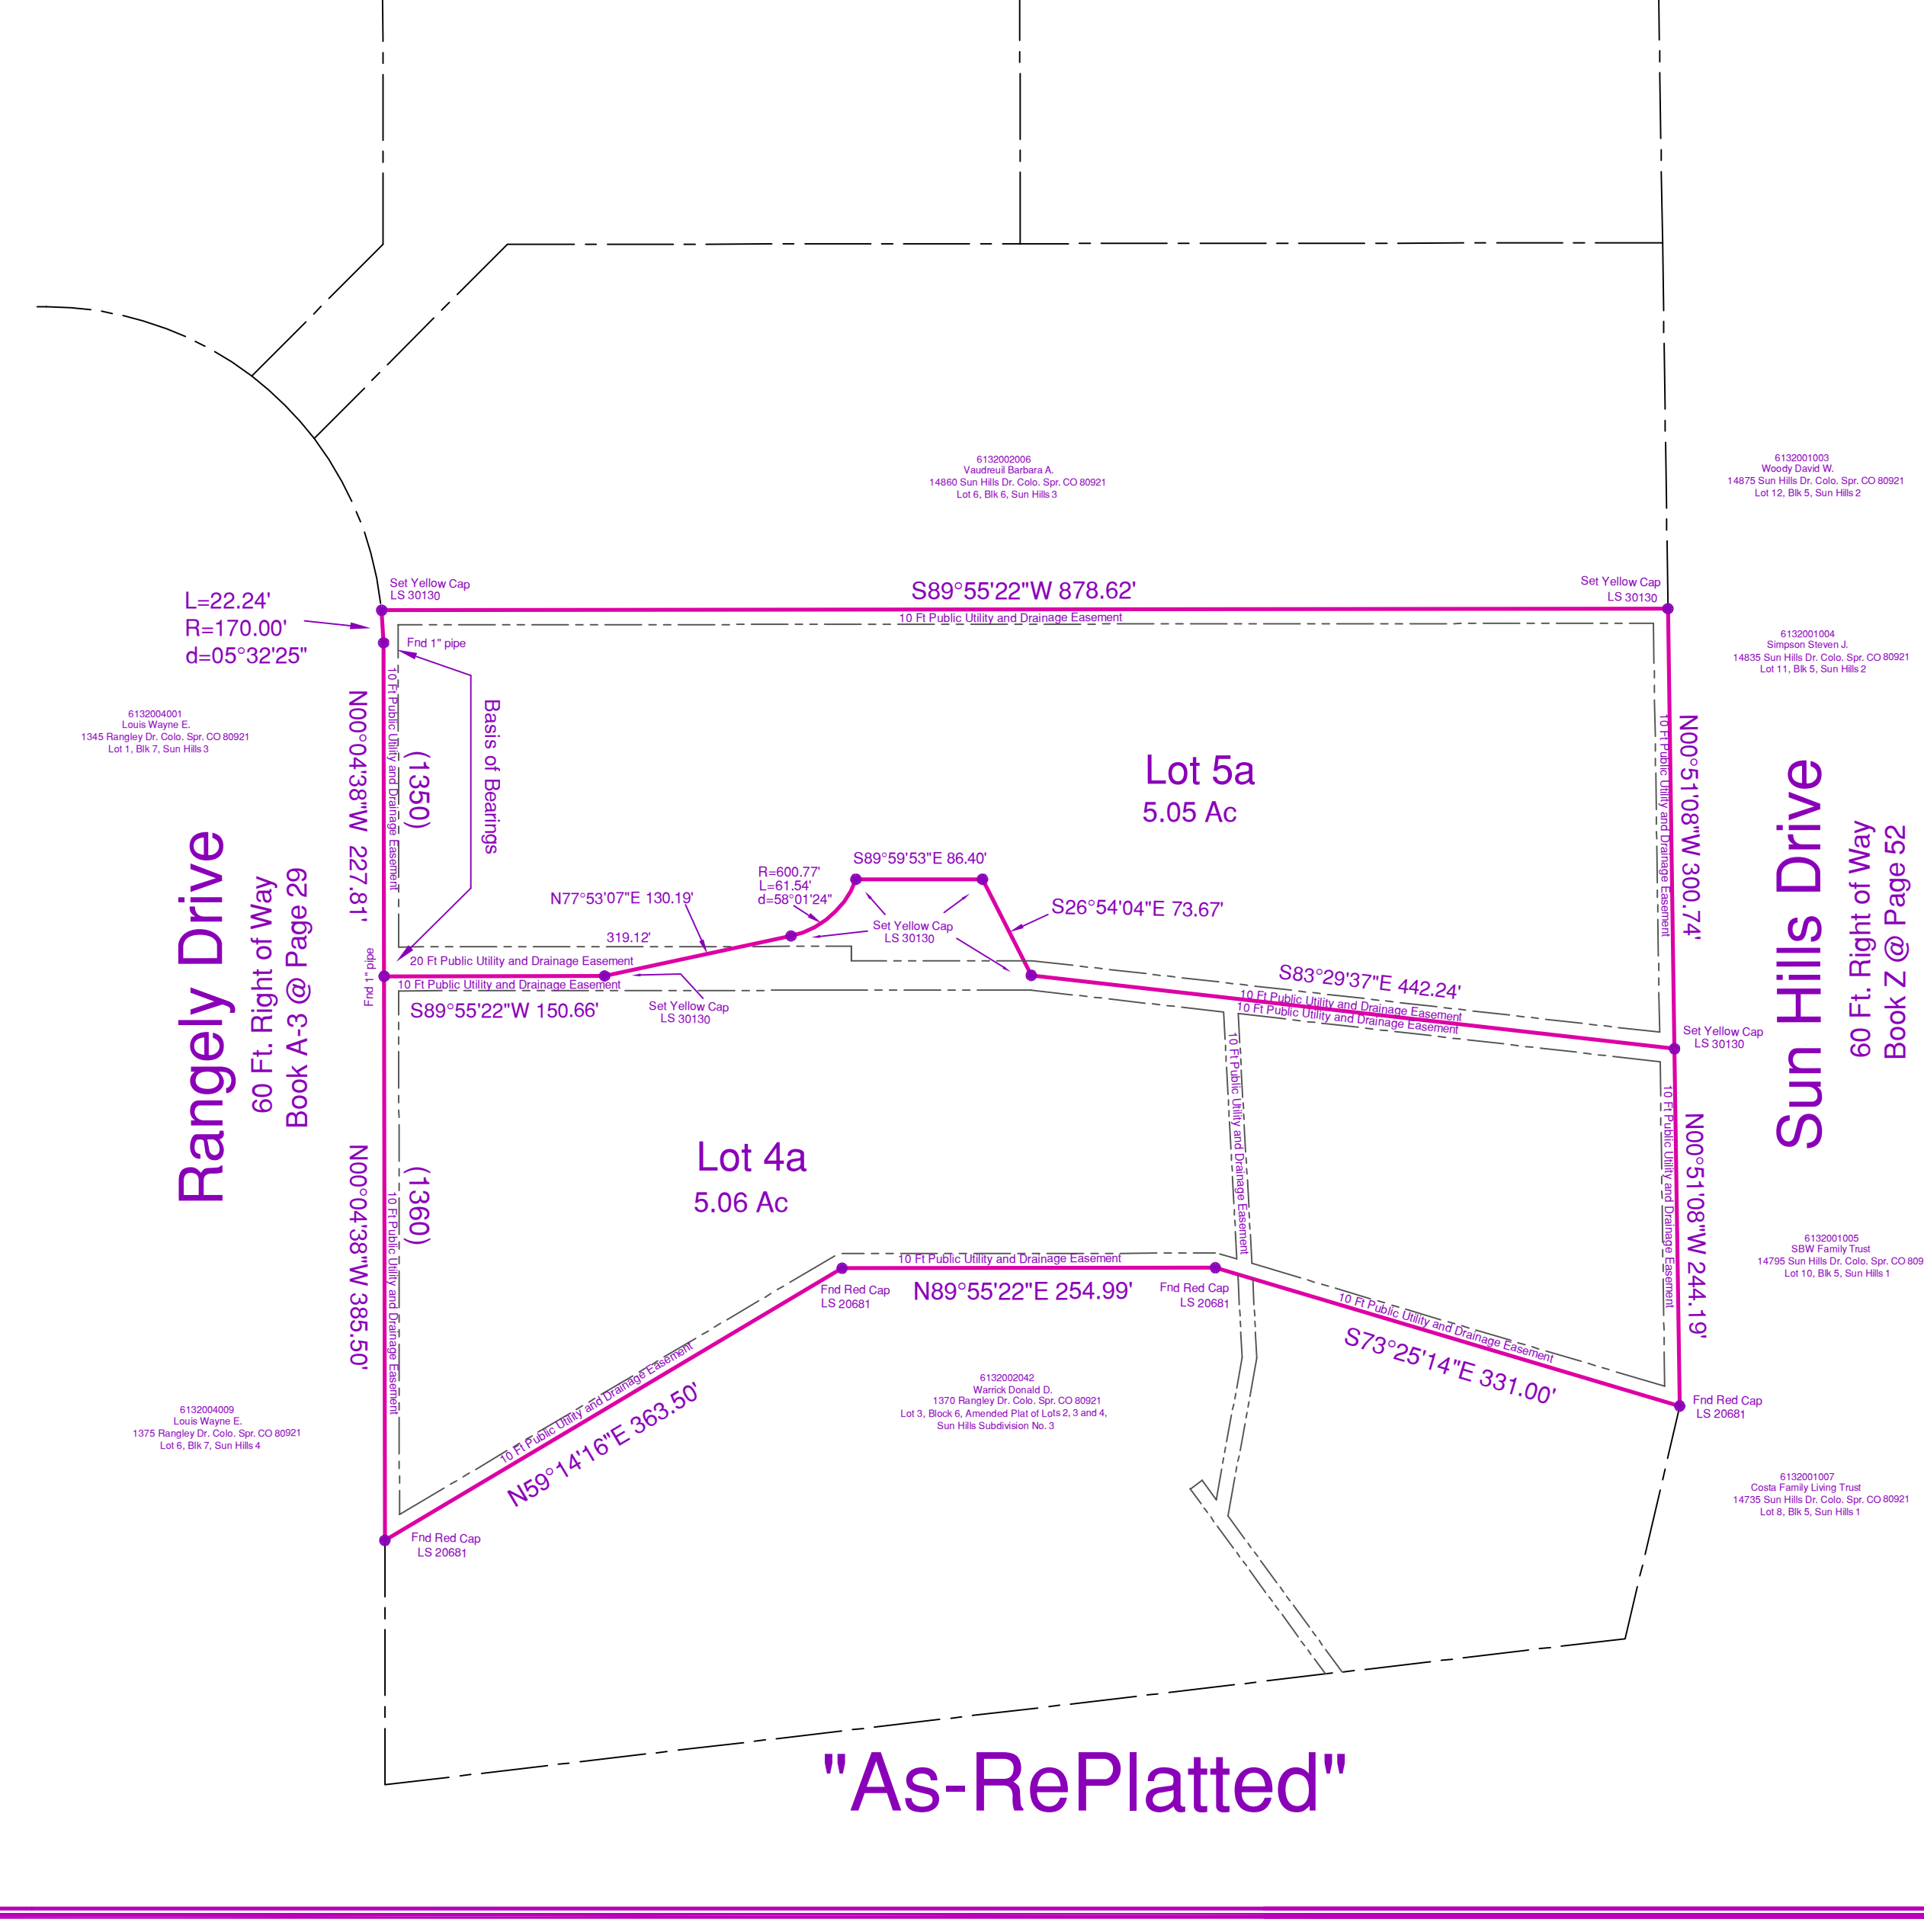 6132002006
Vaudreuil Barbara A.
14860 Sun Hills Dr. Colo. Spr. CO 80921
Lot 6, Blk 6, Sun Hills 3
6132001003
Woody David W.
14875 Sun Hills Dr. Colo. Spr. CO 80921
Lot 12, Blk 5, Sun Hills 2
Set Yellow Cap
LS 30130
S89°55'22"W 878.62'
10 Ft Public Utility and Drainage Easement
Set Yellow Cap
LS 30130
L=22.24'
R=170.00'
d=05°32'25"
Fnd 1" pipe
6132001004
Simpson Steven J.
14835 Sun Hills Dr. Colo. Spr. CO 80921
Lot 11, Blk 5, Sun Hills 2
6132004001
Louis Wayne E.
1345 Rangley Dr. Colo. Spr. CO 80921
Lot 1, Blk 7, Sun Hills 3
N00°04'38"W 227.81'
10 Ft Public Utility and Drainage Easement
(1350)
Basis of Bearings
Lot 5a
5.05 Ac
10 Ft Public Utility and Drainage Easement
N00°51'08"W 300.74'
Sun Hills Drive
60 Ft. Right of Way
Book Z @ Page 52
Rangely Drive
60 Ft. Right of Way
Book A-3 @ Page 29
S89°59'53"E 86.40'
R=600.77'
L=61.54'
d=58°01'24"
N77°53'07"E 130.19'
S26°54'04"E 73.67'
Set Yellow Cap
LS 30130
319.12'
20 Ft Public Utility and Drainage Easement
Fnd 1" pipe
10 Ft Public Utility and Drainage Easement
S89°55'22"W 150.66'
Set Yellow Cap
LS 30130
S83°29'37"E 442.24'
10 Ft Public Utility and Drainage Easement
10 Ft Public Utility and Drainage Easement
Set Yellow Cap
LS 30130
10 Ft Public Utility and Drainage Easement
10 Ft Public Utility and Drainage Easement
N00°51'08"W 244.19'
Lot 4a
5.06 Ac
N00°04'38"W 385.50'
10 Ft Public Utility and Drainage Easement
(1360)
10 Ft Public Utility and Drainage Easement
N89°55'22"E 254.99'
Fnd Red Cap
LS 20681
Fnd Red Cap
LS 20681
6132001005
SBW Family Trust
14795 Sun Hills Dr. Colo. Spr. CO 809
Lot 10, Blk 5, Sun Hills 1
10 Ft Public Utility and Drainage Easement
S73°25'14"E 331.00'
10 Ft Public Utility and Drainage Easement
N59°14'16"E 363.50'
6132002042
Warrick Donald D.
1370 Rangley Dr. Colo. Spr. CO 80921
Lot 3, Block 6, Amended Plat of Lots 2, 3 and 4,
Sun Hills Subdivision No. 3
Fnd Red Cap
LS 20681
6132004009
Louis Wayne E.
1375 Rangley Dr. Colo. Spr. CO 80921
Lot 6, Blk 7, Sun Hills 4
6132001007
Costa Family Living Trust
14735 Sun Hills Dr. Colo. Spr. CO 80921
Lot 8, Blk 5, Sun Hills 1
Fnd Red Cap
LS 20681
"As-RePlatted"